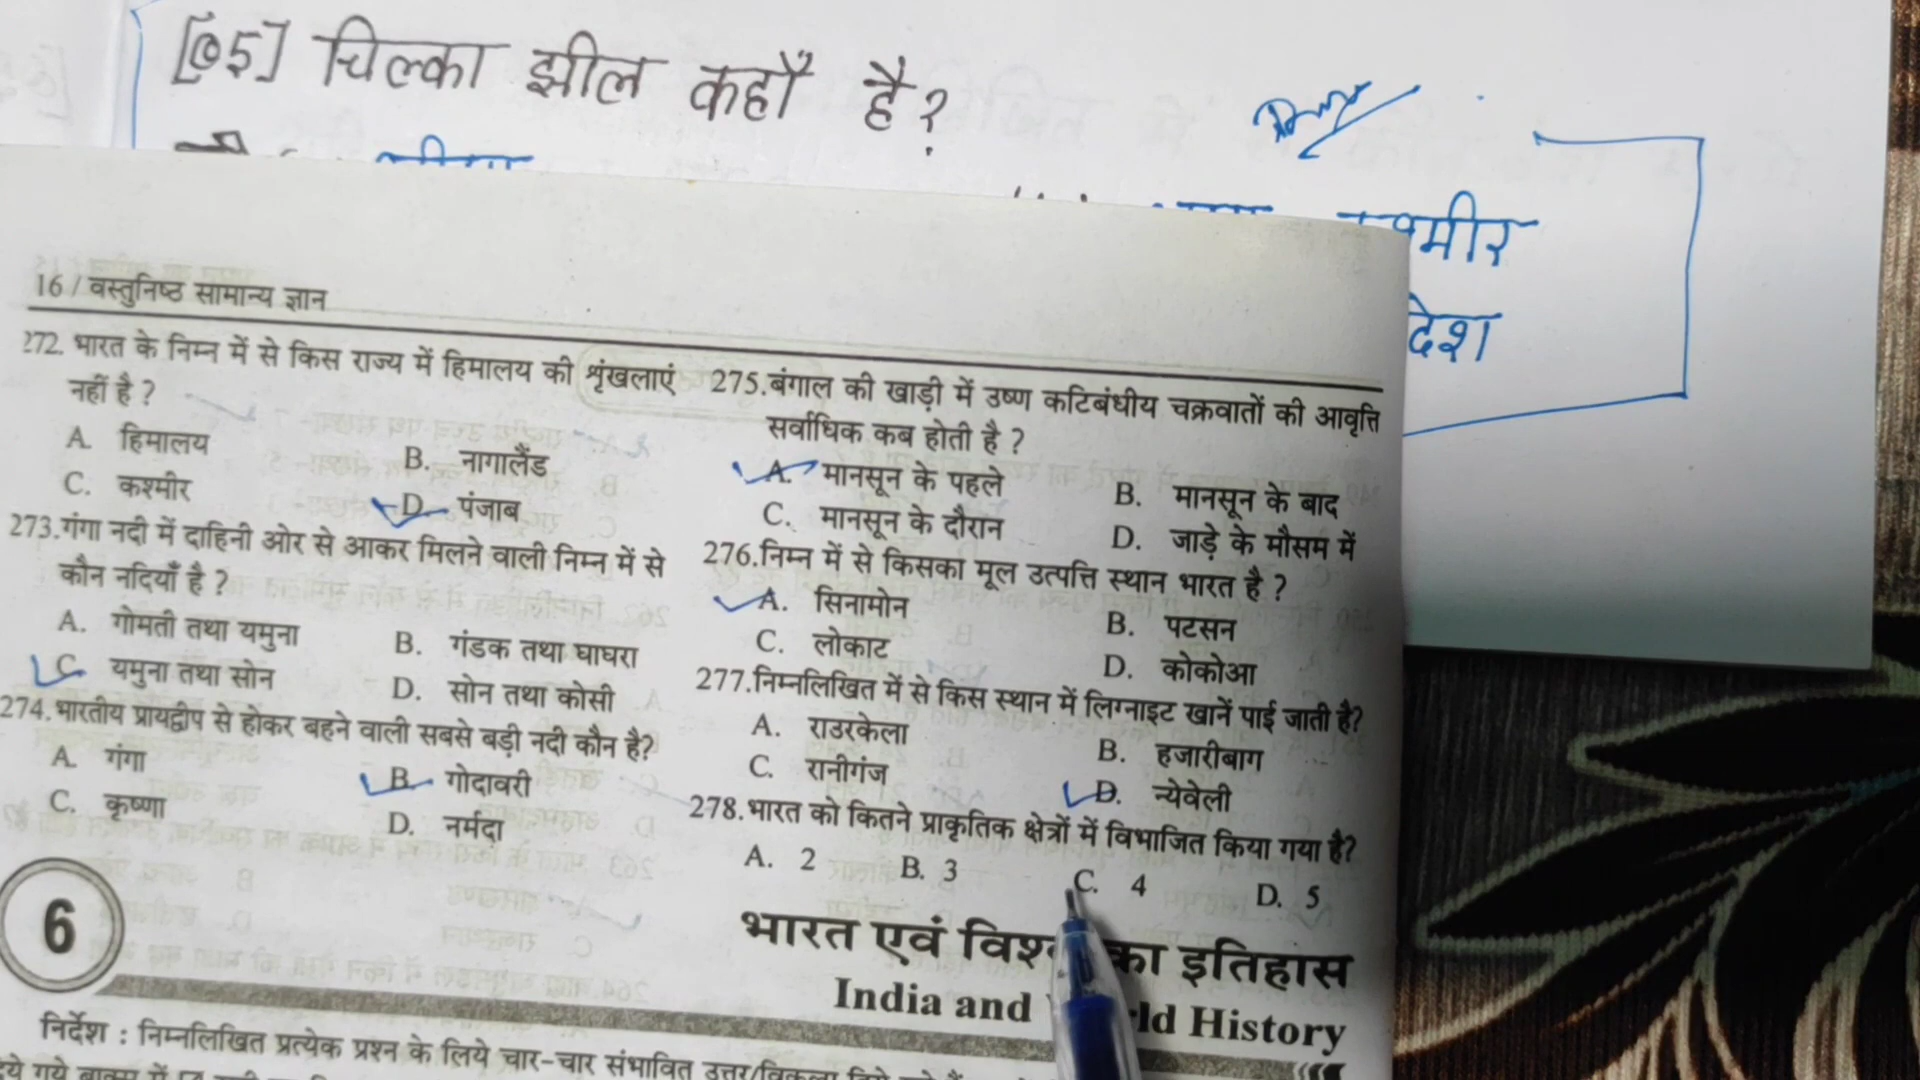 [@5] चिल्का झील कहाँ है?
श्मीर
देश
16 / वस्तुनिष्ठ सामान्य ज्ञान
272. भारत के निम्न में से किस राज्य में हिमालय की शृंखलाएं
नहीं है ?
A. हिमालय
B. नागालैंड
C. कश्मीर
D. पंजाब
273.गंगा नदी में दाहिनी ओर से आकर मिलने वाली निम्न में से
कौन नदियाँ है ?
A. गोमती तथा यमुना
B. गंडक तथा घाघरा
C. यमुना तथा सोन
D. सोन तथा कोसी
274. भारतीय प्रायद्वीप से होकर बहने वाली सबसे बड़ी नदी कौन है?
A. गंगा
B. गोदावरी
C. कृष्णा
D. नर्मदा
275.बंगाल की खाड़ी में उष्ण कटिबंधीय चक्रवातों की आवृत्ति
सर्वाधिक कब होती है ?
A. मानसून के पहले
B. मानसून के बाद
C. मानसून के दौरान
D. जाड़े के मौसम में
276.निम्न में से किसका मूल उत्पत्ति स्थान भारत है ?
A. सिनामोन
B. पटसन
C. लोकाट
D. कोकोआ
277.निम्नलिखित में से किस स्थान में लिग्नाइट खानें पाई जाती है?
A. राउरकेला
B. हजारीबाग
C. रानीगंज
D. न्येवेली
278.भारत को कितने प्राकृतिक क्षेत्रों में विभाजित किया गया है?
A. 2 B. 3 C. 4 D. 5
6
भारत एवं विश्व का इतिहास
India and ld History
निर्देश : निम्नलिखित प्रत्येक प्रश्न के लिये चार-चार संभावित उत्तर/विकल्प